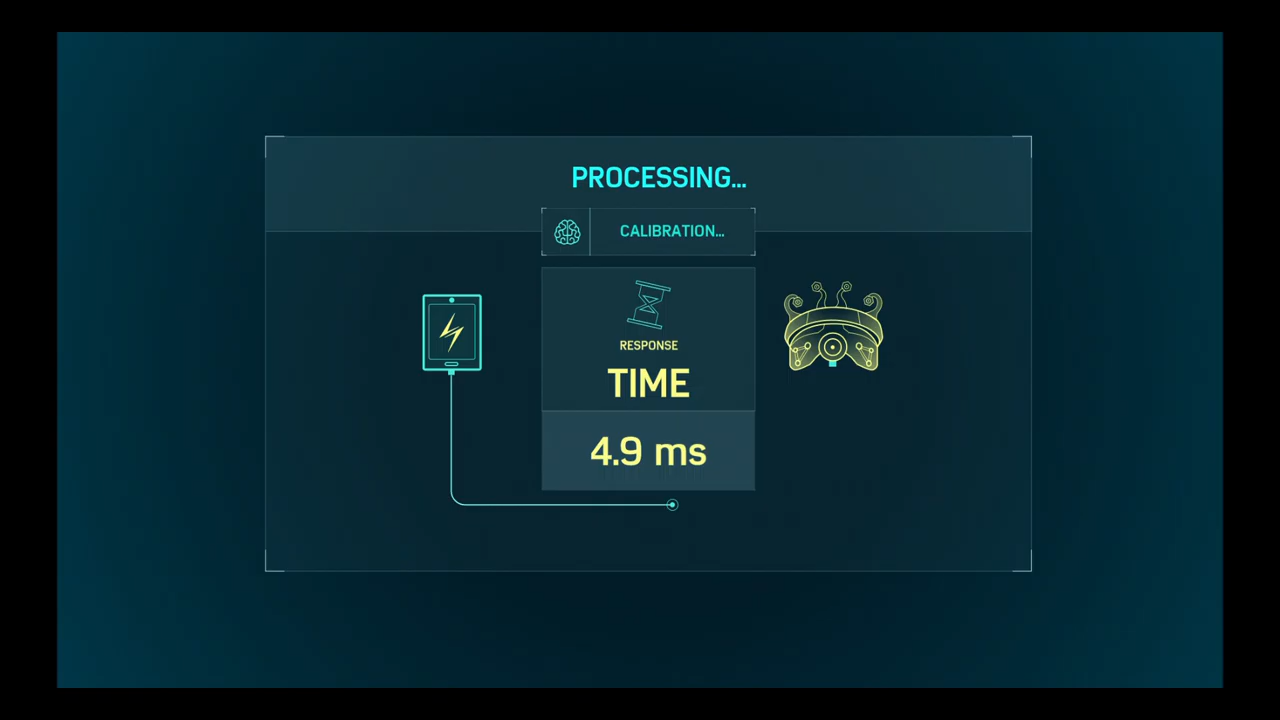 PROCESSING...
CALIBRATION...
RESPONSE
TIME
4.9 ms